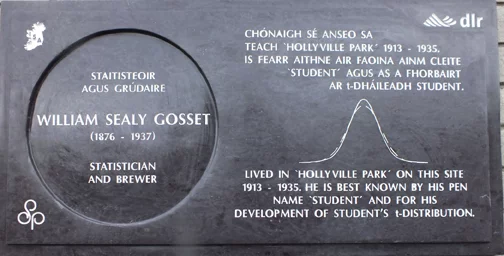 STAITISTEOIR
AGUS GRÚDAIRE
WILLIAM SEALY GOSSET
(1876 - 1937)
STATISTICIAN
AND BREWER
dlr
CHÓNAIGH SÉ ANSEO SA
TEACH `HOLLYVILLE PARK´ 1913 - 1935.
IS FEARR AITHNE AIR FAOINA AINM CLEITE
`STUDENT´ AGUS AS A FHORBAIRT
AR t-DHÁILEADH STUDENT.
LIVED IN `HOLLYVILLE PARK´ ON THIS SITE
1913 - 1935. HE IS BEST KNOWN BY HIS PEN
NAME `STUDENT´ AND FOR HIS
DEVELOPMENT OF STUDENT'S t-DISTRIBUTION.